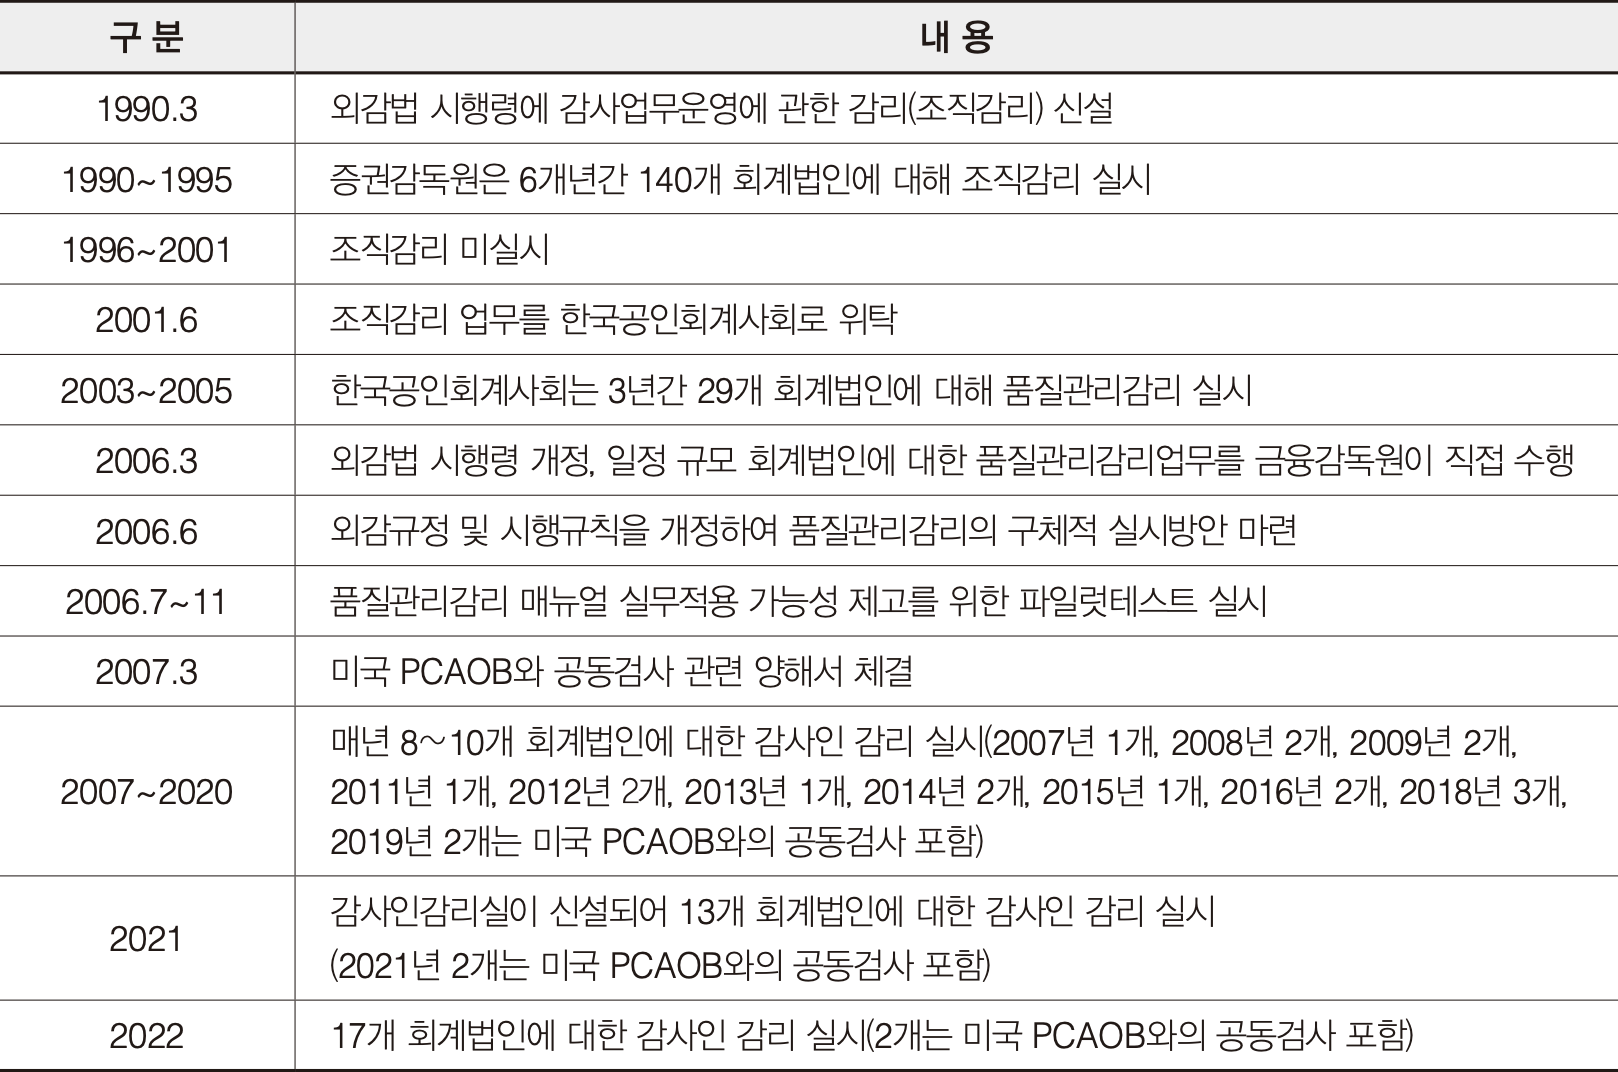 구 분 내 용
1990.3 외감법 시행령에 감사업무운영에 관한 감리(조직감리) 신설
1990~1995 증권감독원은 6개년간 140개 회계법인에 대해 조직감리 실시
1996~2001 조직감리 미실시
2001.6 조직감리 업무를 한국공인회계사회로 위탁
2003~2005 한국공인회계사회는 3년간 29개 회계법인에 대해 품질관리감리 실시
2006.3 외감법 시행령 개정, 일정 규모 회계법인에 대한 품질관리감리업무를 금융감독원이 직접 수행
2006.6 외감규정 및 시행규칙을 개정하여 품질관리감리의 구체적 실시방안 마련
2006.7~11 품질관리감리 매뉴얼 실무적용 가능성 제고를 위한 파일럿테스트 실시
2007.3 미국 PCAOB와 공동검사 관련 양해서 체결
2007~2020 매년 8~10개 회계법인에 대한 감사인 감리 실시(2007년 1개, 2008년 2개, 2009년 2개,
2011년 1개, 2012년 2개, 2013년 1개, 2014년 2개, 2015년 1개, 2016년 2개, 2018년 3개,
2019년 2개는 미국 PCAOB와의 공동검사 포함)
2021 감사인감리실이 신설되어 13개 회계법인에 대한 감사인 감리 실시
(2021년 2개는 미국 PCAOB와의 공동검사 포함)
2022 17개 회계법인에 대한 감사인 감리 실시(2개는 미국 PCAOB와의 공동검사 포함)